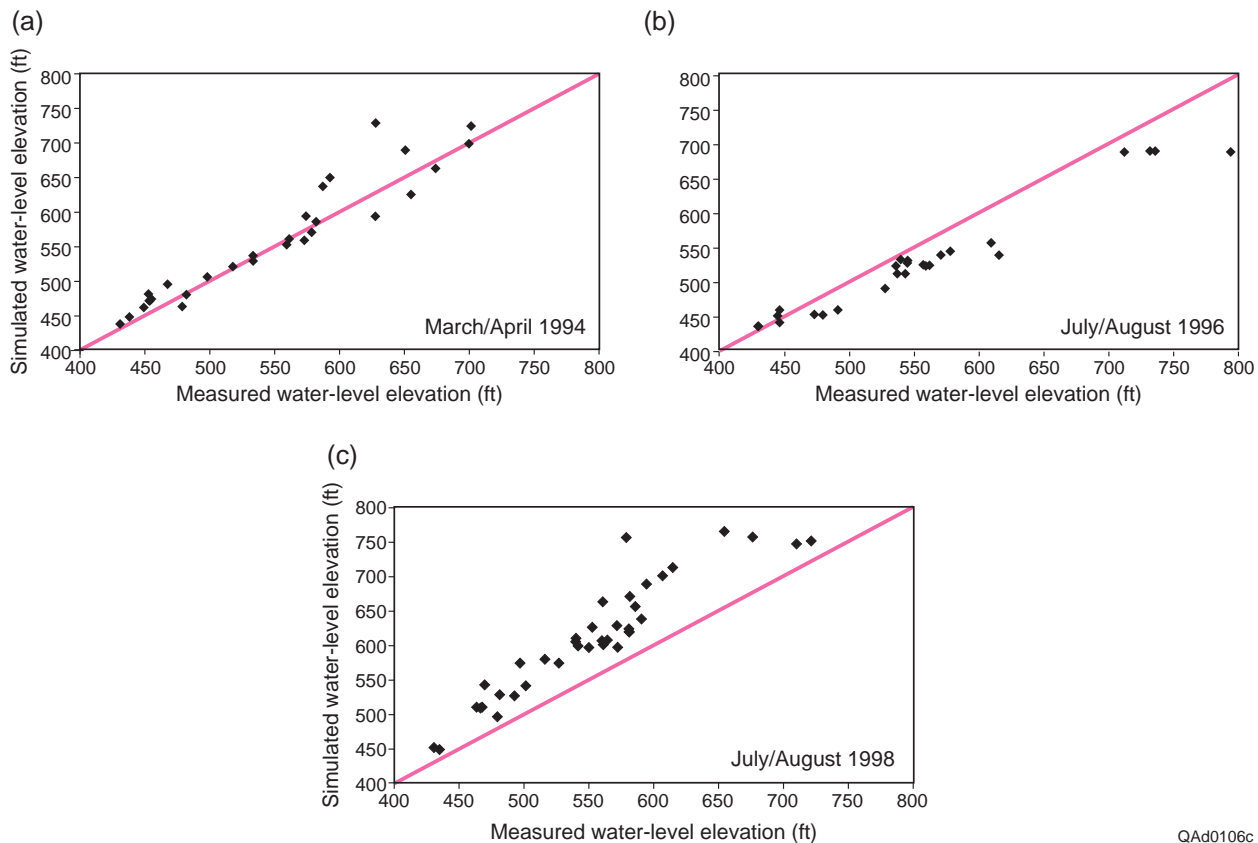 (a)
Simulated water-level elevation (ft)
800
750
700
650
600
550
500
450
400
March/April 1994
400 450 500 550 600 650 700 750 800
Measured water-level elevation (ft)
(b)
800
750
700
650
600
550
500
450
400
July/August 1996
400 450 500 550 600 650 700 750 800
Measured water-level elevation (ft)
(c)
Simulated water-level elevation (ft)
800
750
700
650
600
550
500
450
400
July/August 1998
400 450 500 550 600 650 700 750 800
Measured water-level elevation (ft)
QAd0106c